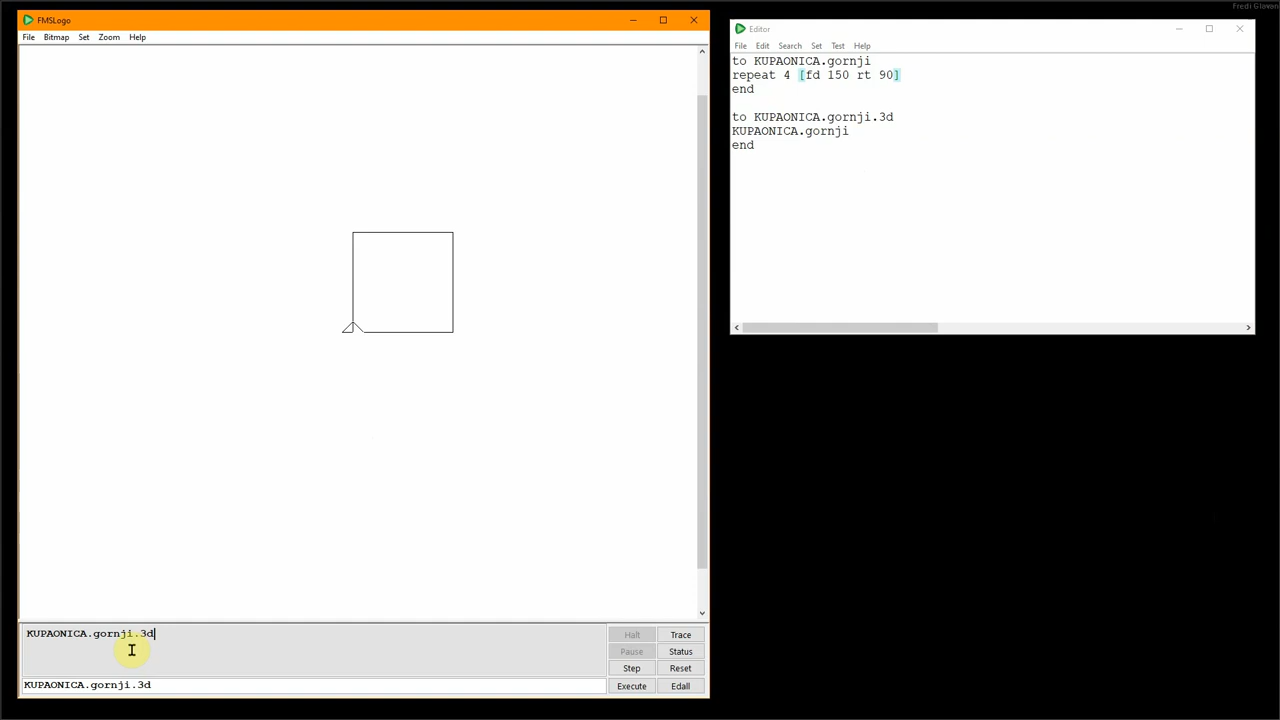 Fredi Glavan
FMSLogo
File Bitmap Set Zoom Help
Editor
File Edit Search Set Test Help
to KUPAONICA.gornji
repeat 4 [fd 150 rt 90]
end
to KUPAONICA.gornji.3d
KUPAONICA.gornji
end
KUPAONICA.gornji.3d
Halt Trace
Pause Status
Step Reset
KUPAONICA.gornji.3d
Execute Edall